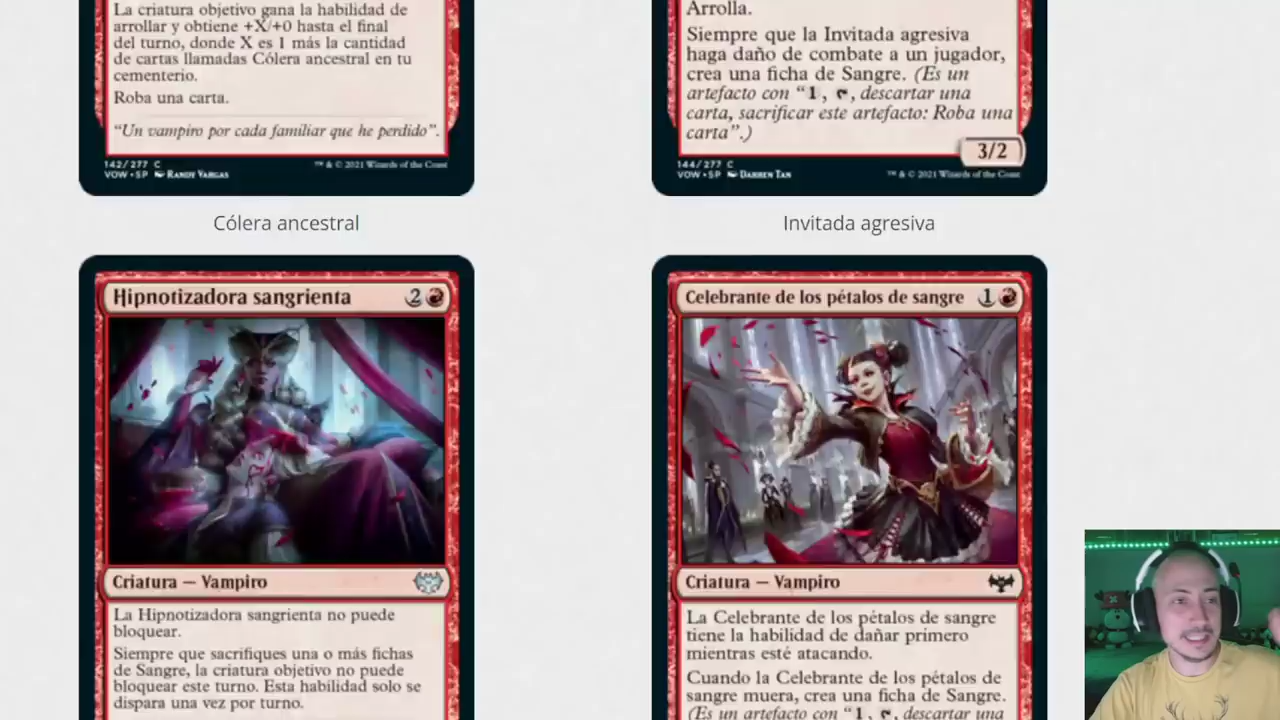 La criatura objetivo gana la habilidad de
arrollar y obtiene +X/+0 hasta el final
del turno, donde X es 1 más la cantidad
de cartas llamadas Cólera ancestral en tu
cementerio.
Roba una carta.
“Un vampiro por cada familiar que he perdido”.
142/277 C
VOW • SP RANDY VARGAS
™ & © 2021 Wizards of the Coast
Cólera ancestral
Arrolla.
Siempre que la Invitada agresiva
haga daño de combate a un jugador,
crea una ficha de Sangre. (Es un
artefacto con “1, , descartar una
carta, sacrificar este artefacto: Roba una
carta”.)
3/2
144/277 C
VOW • SP DARREN TAN
™ & © 2021 Wizards of the Coast
Invitada agresiva
Hipnotizadora sangrienta 2
Criatura — Vampiro
La Hipnotizadora sangrienta no puede
bloquear.
Siempre que sacrifiques una o más fichas
de Sangre, la criatura objetivo no puede
bloquear este turno. Esta habilidad solo se
dispara una vez por turno.
Celebrante de los pétalos de sangre 1
Criatura — Vampiro
La Celebrante de los pétalos de sangre
tiene la habilidad de dañar primero
mientras esté atacando.
Cuando la Celebrante de los pétalos de
sangre muera, crea una ficha de Sangre.
(Es un artefacto con “1, , descartar una